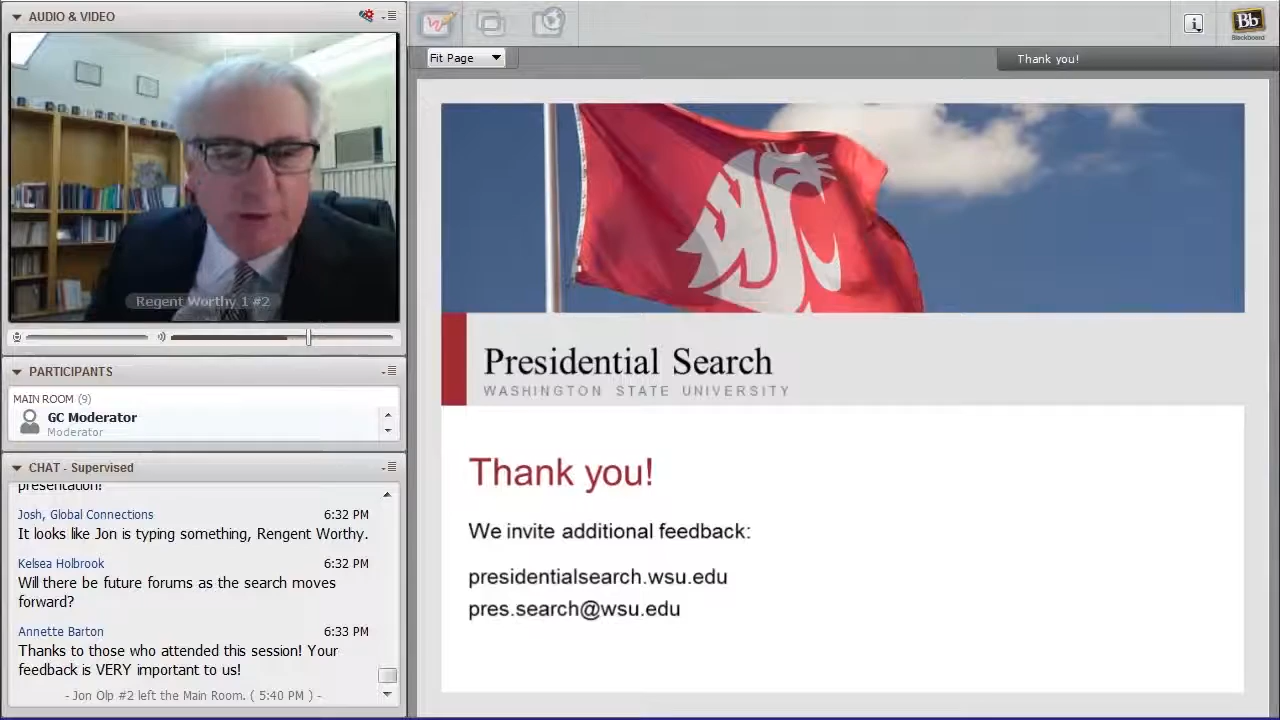 AUDIO & VIDEO
Regent Worthy 1 #2
PARTICIPANTS
MAIN ROOM (9)
GC Moderator
Moderator
CHAT - Supervised
presentation!
Josh, Global Connections 6:32 PM
It looks like Jon is typing something, Rengent Worthy.
Kelsea Holbrook 6:32 PM
Will there be future forums as the search moves
forward?
Annette Barton 6:33 PM
Thanks to those who attended this session! Your
feedback is VERY important to us!
- Jon Olp #2 left the Main Room. ( 5:40 PM ) -
Fit Page
Thank you!
Bb
Blackboard
Presidential Search
WASHINGTON STATE UNIVERSITY
Thank you!
We invite additional feedback:
presidentialsearch.wsu.edu
pres.search@wsu.edu